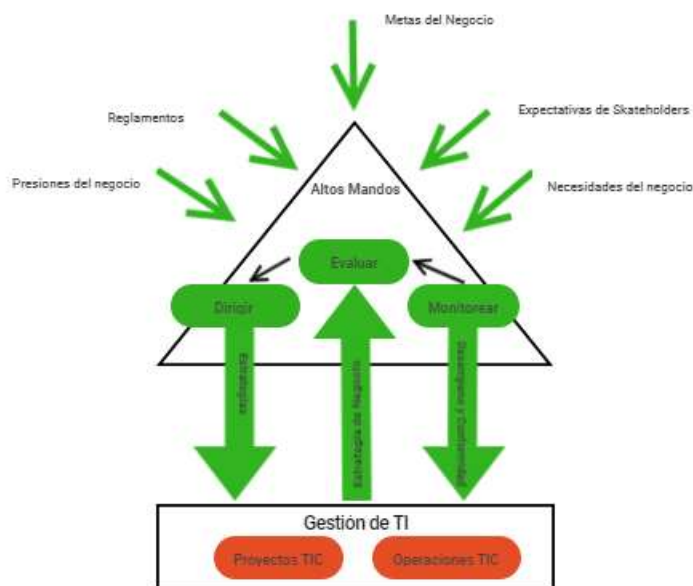 Metas del Negocio
Reglamentos
Expectativas de Skateholders
Presiones del negocio
Necesidades del negocio
Altos Mandos
Evaluar
Dirigir
Monitorear
Estrategias
Estrategia de Negocio
Desempeño y Conformidad
Gestión de TI
Proyectos TIC
Operaciones TIC